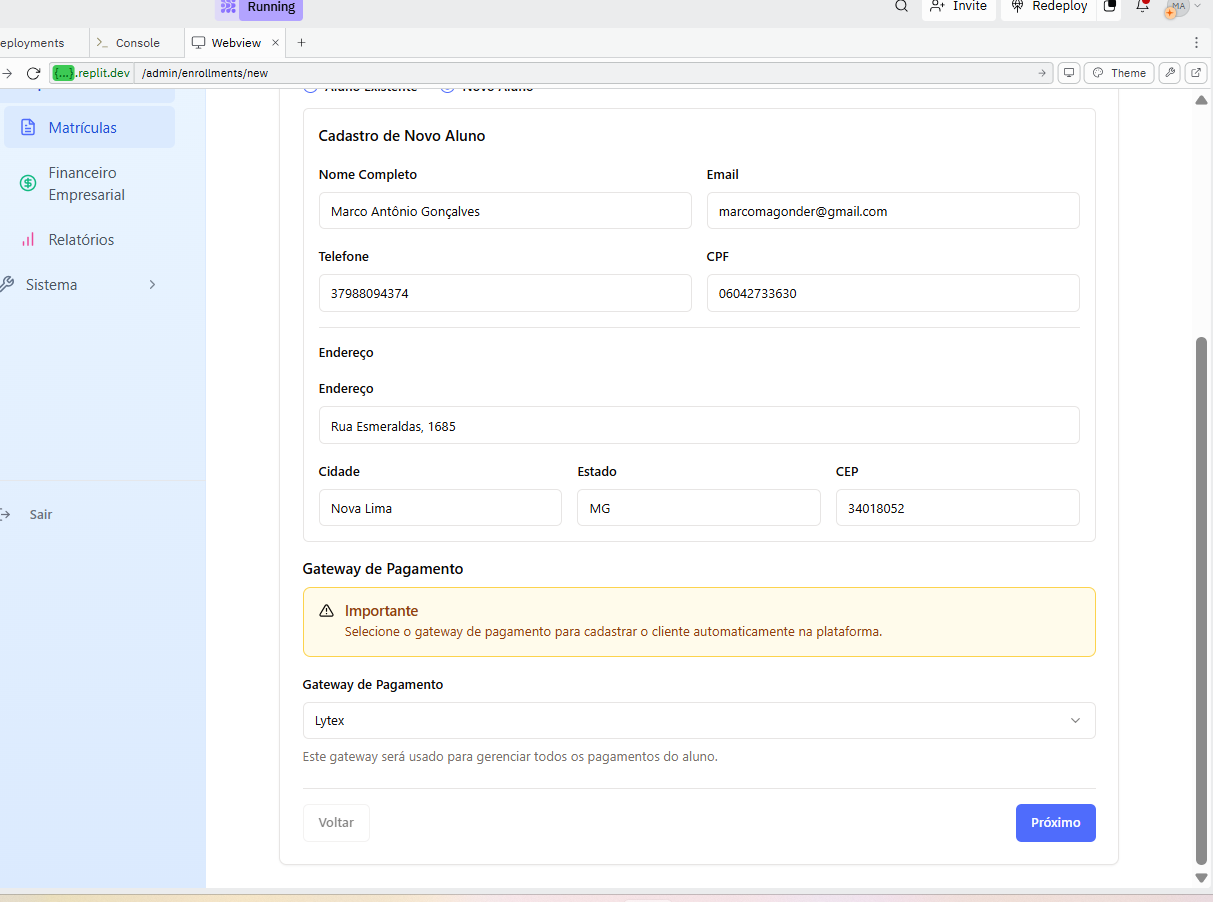 Running
Invite
Redeploy
MA
eployments
Console
Webview
{...}.replit.dev
/admin/enrollments/new
Theme
Aluno Existente
Novo Aluno
Matrículas
Financeiro
Empresarial
Relatórios
Sistema
Sair
Cadastro de Novo Aluno
Nome Completo
Email
Marco Antônio Gonçalves
marcomagonder@gmail.com
Telefone
CPF
37988094374
06042733630
Endereço
Endereço
Rua Esmeraldas, 1685
Cidade
Estado
CEP
Nova Lima
MG
34018052
Gateway de Pagamento
Importante
Selecione o gateway de pagamento para cadastrar o cliente automaticamente na plataforma.
Gateway de Pagamento
Lytex
Este gateway será usado para gerenciar todos os pagamentos do aluno.
Voltar
Próximo